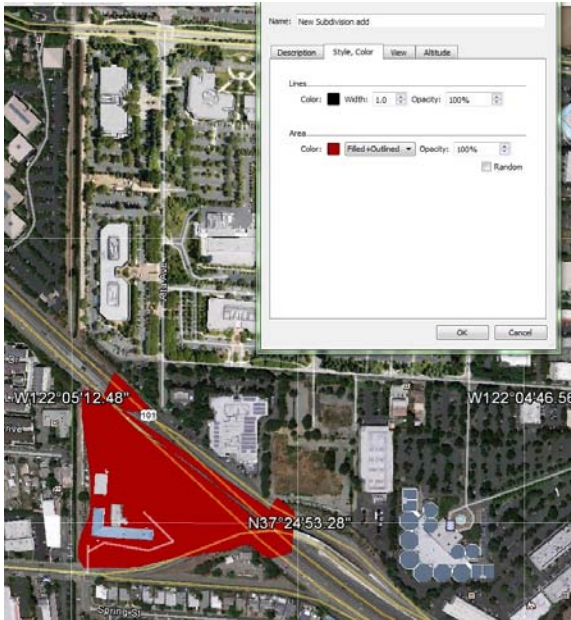 Name: New Subdivision add
Description Style, Color View Altitude
Lines
Color: Width: 1.0 Opacity: 100%
Area
Color: Filled+Outlined Opacity: 100%
Random
OK Cancel
W122°05'12.48"
W122°04'46.56
101
N37°24'53.28"
Spring St